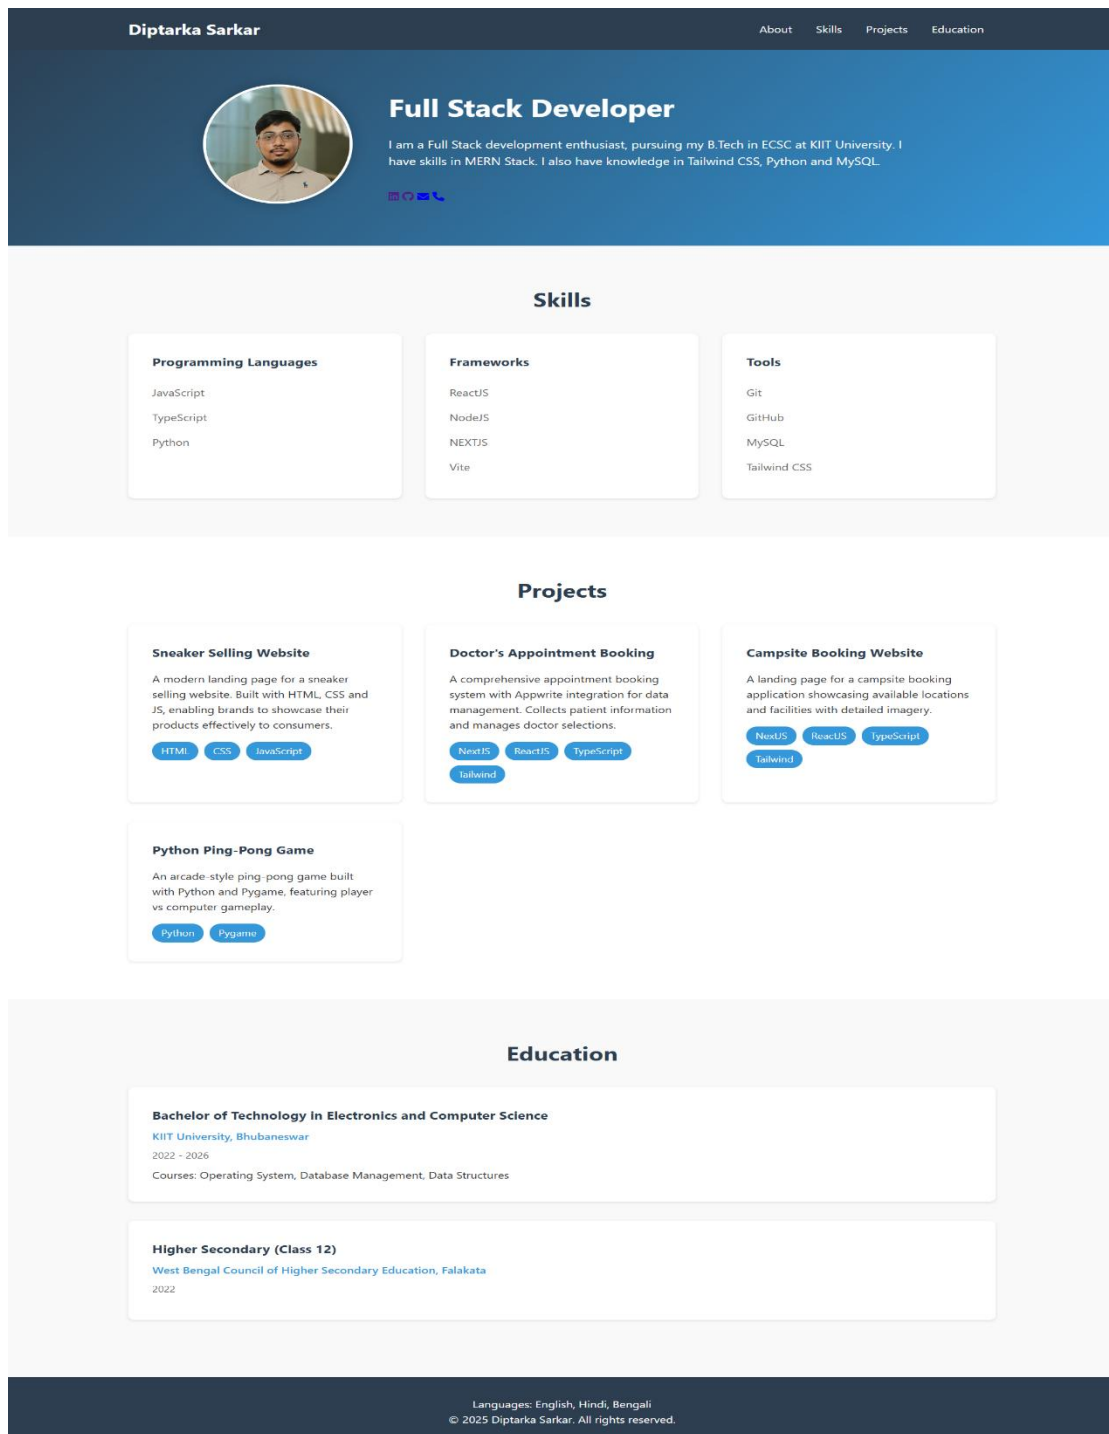 Diptarka Sarkar
About Skills Projects Education
Full Stack Developer
I am a Full Stack development enthusiast, pursuing my B.Tech in ECSC at KIIT University. I
have skills in MERN Stack. I also have knowledge in Tailwind CSS, Python and MySQL.
Skills
Programming Languages
JavaScript
TypeScript
Python
Frameworks
ReactJS
NodeJS
NEXTJS
Vite
Tools
Git
GitHub
MySQL
Tailwind CSS
Projects
Sneaker Selling Website
A modern landing page for a sneaker
selling website. Built with HTML, CSS and
JS, enabling brands to showcase their
products effectively to consumers.
HTML CSS JavaScript
Doctor's Appointment Booking
A comprehensive appointment booking
system with Appwrite integration for data
management. Collects patient information
and manages doctor selections.
NextJS ReactJS TypeScript
Tailwind
Campsite Booking Website
A landing page for a campsite booking
application showcasing available locations
and facilities with detailed imagery.
NextJS ReactJS TypeScript
Tailwind
Python Ping-Pong Game
An arcade-style ping-pong game built
with Python and Pygame, featuring player
vs computer gameplay.
Python Pygame
Education
Bachelor of Technology in Electronics and Computer Science
KIIT University, Bhubaneswar
2022 - 2026
Courses: Operating System, Database Management, Data Structures
Higher Secondary (Class 12)
West Bengal Council of Higher Secondary Education, Falakata
2022
Languages: English, Hindi, Bengali
© 2025 Diptarka Sarkar. All rights reserved.